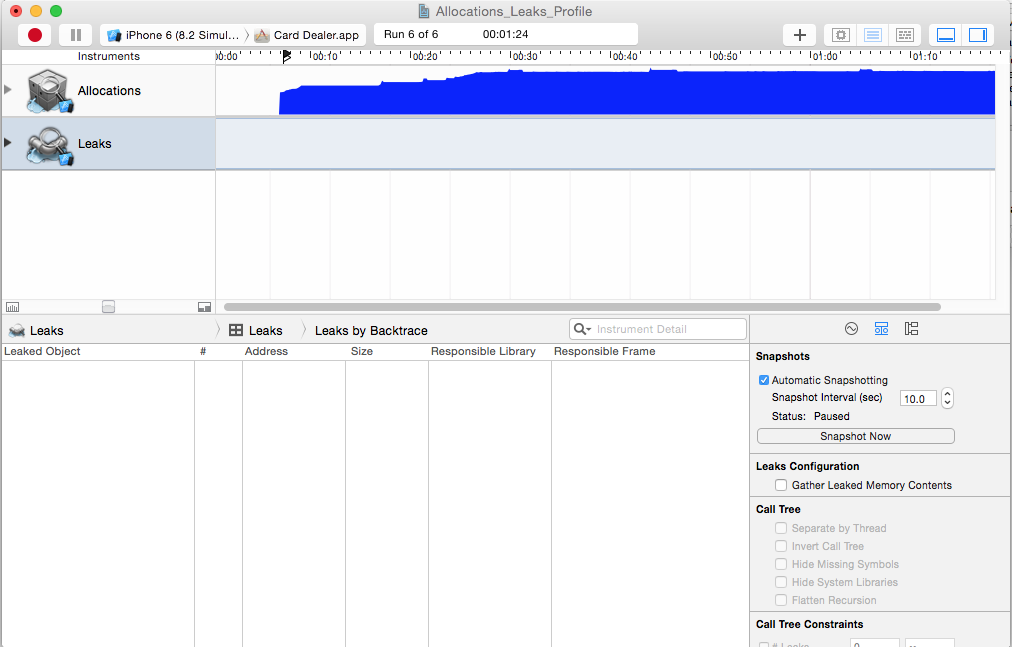 Allocations_Leaks_Profile
iPhone 6 (8.2 Simul... Card Dealer.app Run 6 of 6 00:01:24
Instruments 00:00 00:10 00:20 00:30 00:40 00:50 01:00 01:10
Allocations
Leaks
Leaks Leaks Leaks by Backtrace Instrument Detail
Leaked Object # Address Size Responsible Library Responsible Frame
Snapshots
Automatic Snapshotting
Snapshot Interval (sec) 10.0
Status: Paused
Snapshot Now
Leaks Configuration
Gather Leaked Memory Contents
Call Tree
Separate by Thread
Invert Call Tree
Hide Missing Symbols
Hide System Libraries
Flatten Recursion
Call Tree Constraints
# Leaks 0